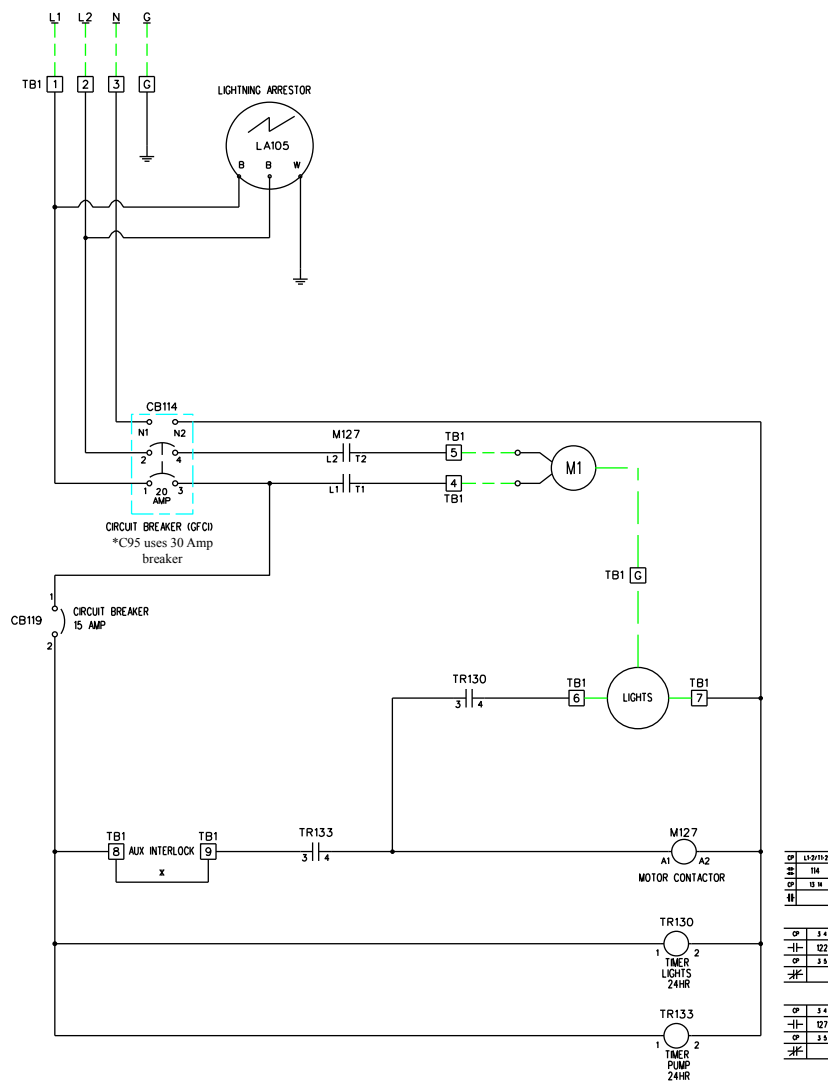 L1 L2 N G
TB1 1 2 3 G
LIGHTNING ARRESTOR
LA105
B B W
CB114
N1 N2
M127
TB1
2 4
L2 T2
5
M1
1 3
20
AMP
L1 T1
4
TB1
CIRCUIT BREAKER (GFCI)
*C95 uses 30 Amp
breaker
TB1 G
1
CB119
CIRCUIT BREAKER
15 AMP
2
TR130
3 4
TB1
6
LIGHTS
TB1
7
TB1
8
AUX INTERLOCK
TB1
9
X
TR133
3 4
M127
A1 A2
MOTOR CONTACTOR
CP
114
CP 13 14
TR130
1 2
TIMER
LIGHTS
24HR
CP 3 4
122
CP 3 5
TR133
1 2
TIMER
PUMP
24HR
CP 3 4
127
CP 3 5